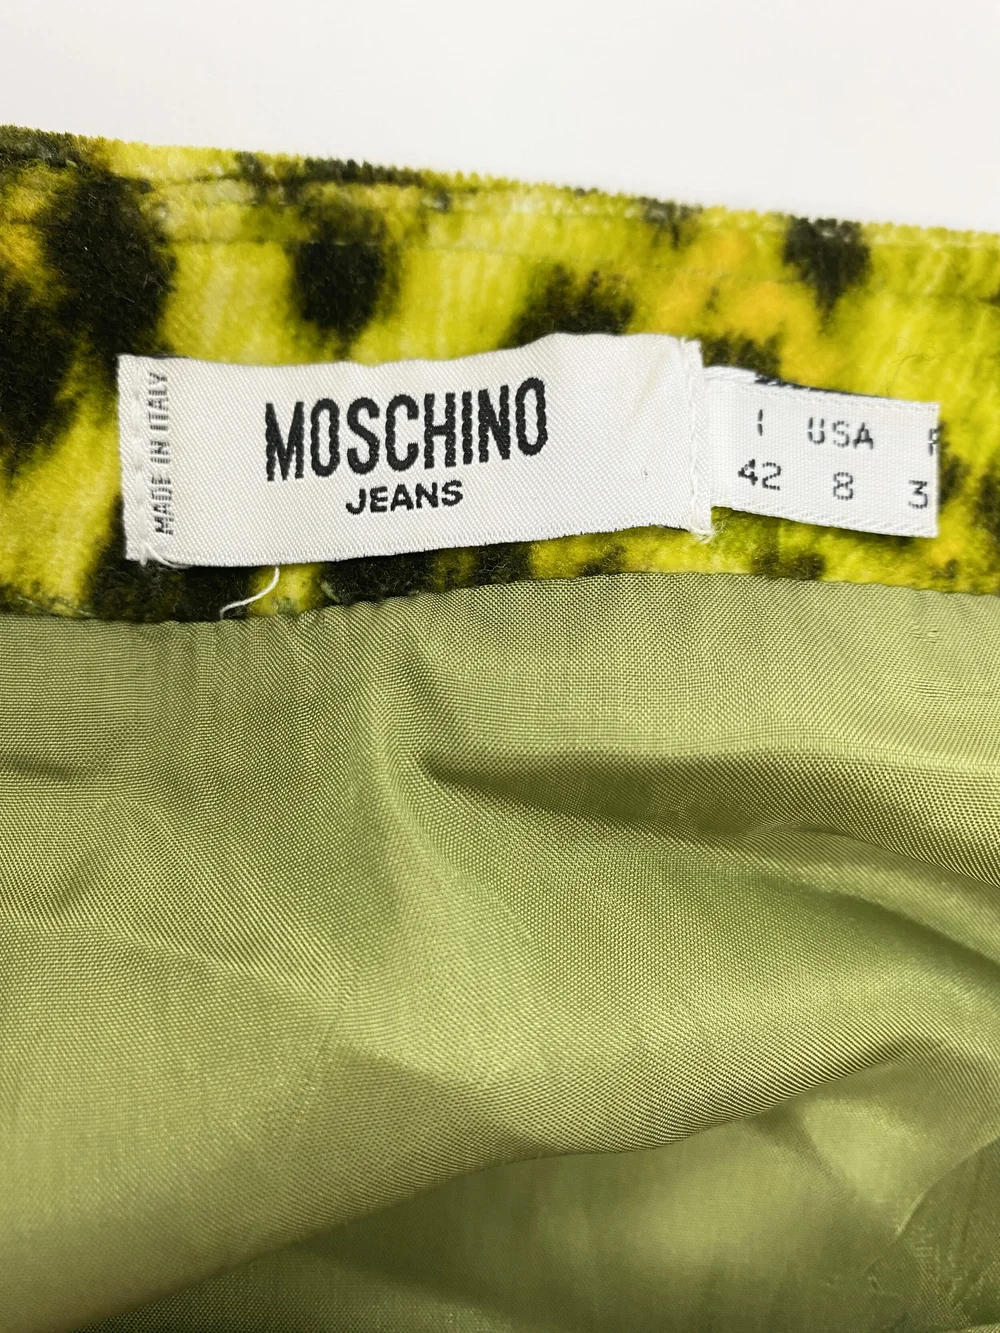 MADE IN ITALY
MOSCHINO
JEANS
I USA F
42 8 3